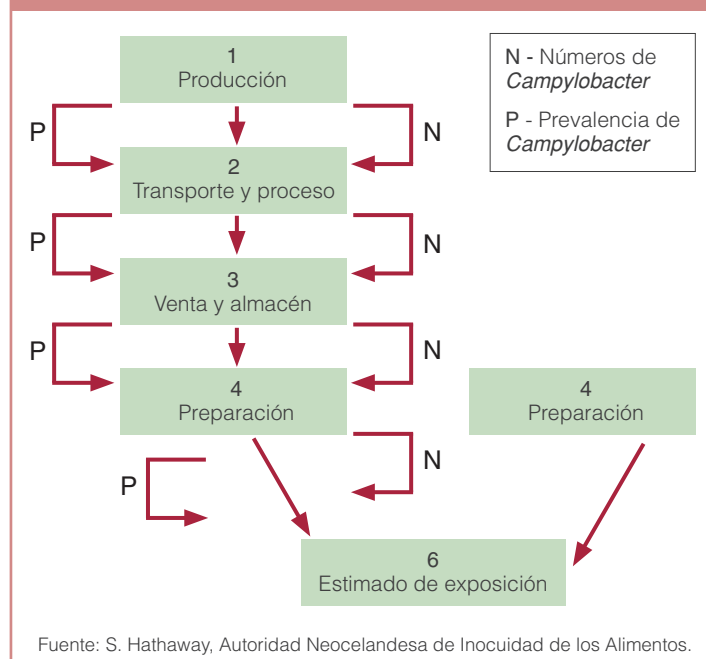 1
Producción
N - Números de
Campylobacter
P - Prevalencia de
Campylobacter
P
N
2
Transporte y proceso
P
N
3
Venta y almacén
P
N
4
Preparación
4
Preparación
P
N
6
Estimado de exposición
Fuente: S. Hathaway, Autoridad Neocelandesa de Inocuidad de los Alimentos.